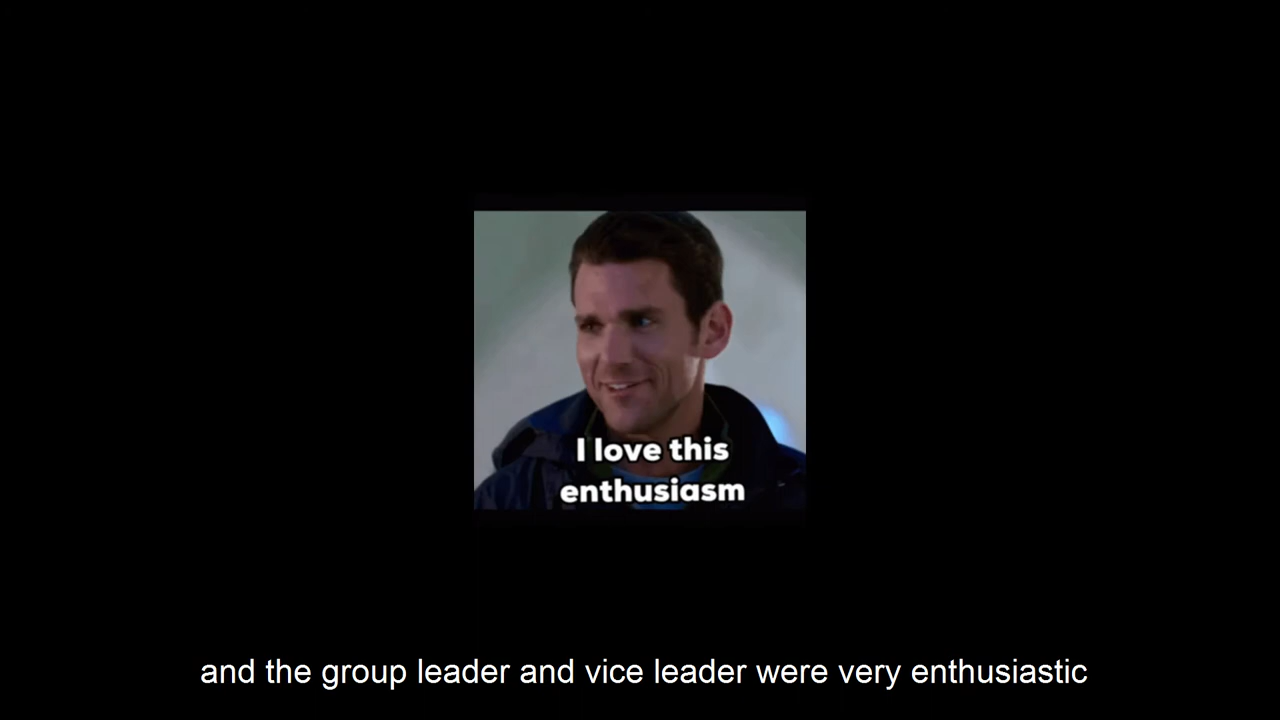 I love this
enthusiasm
and the group leader and vice leader were very enthusiastic